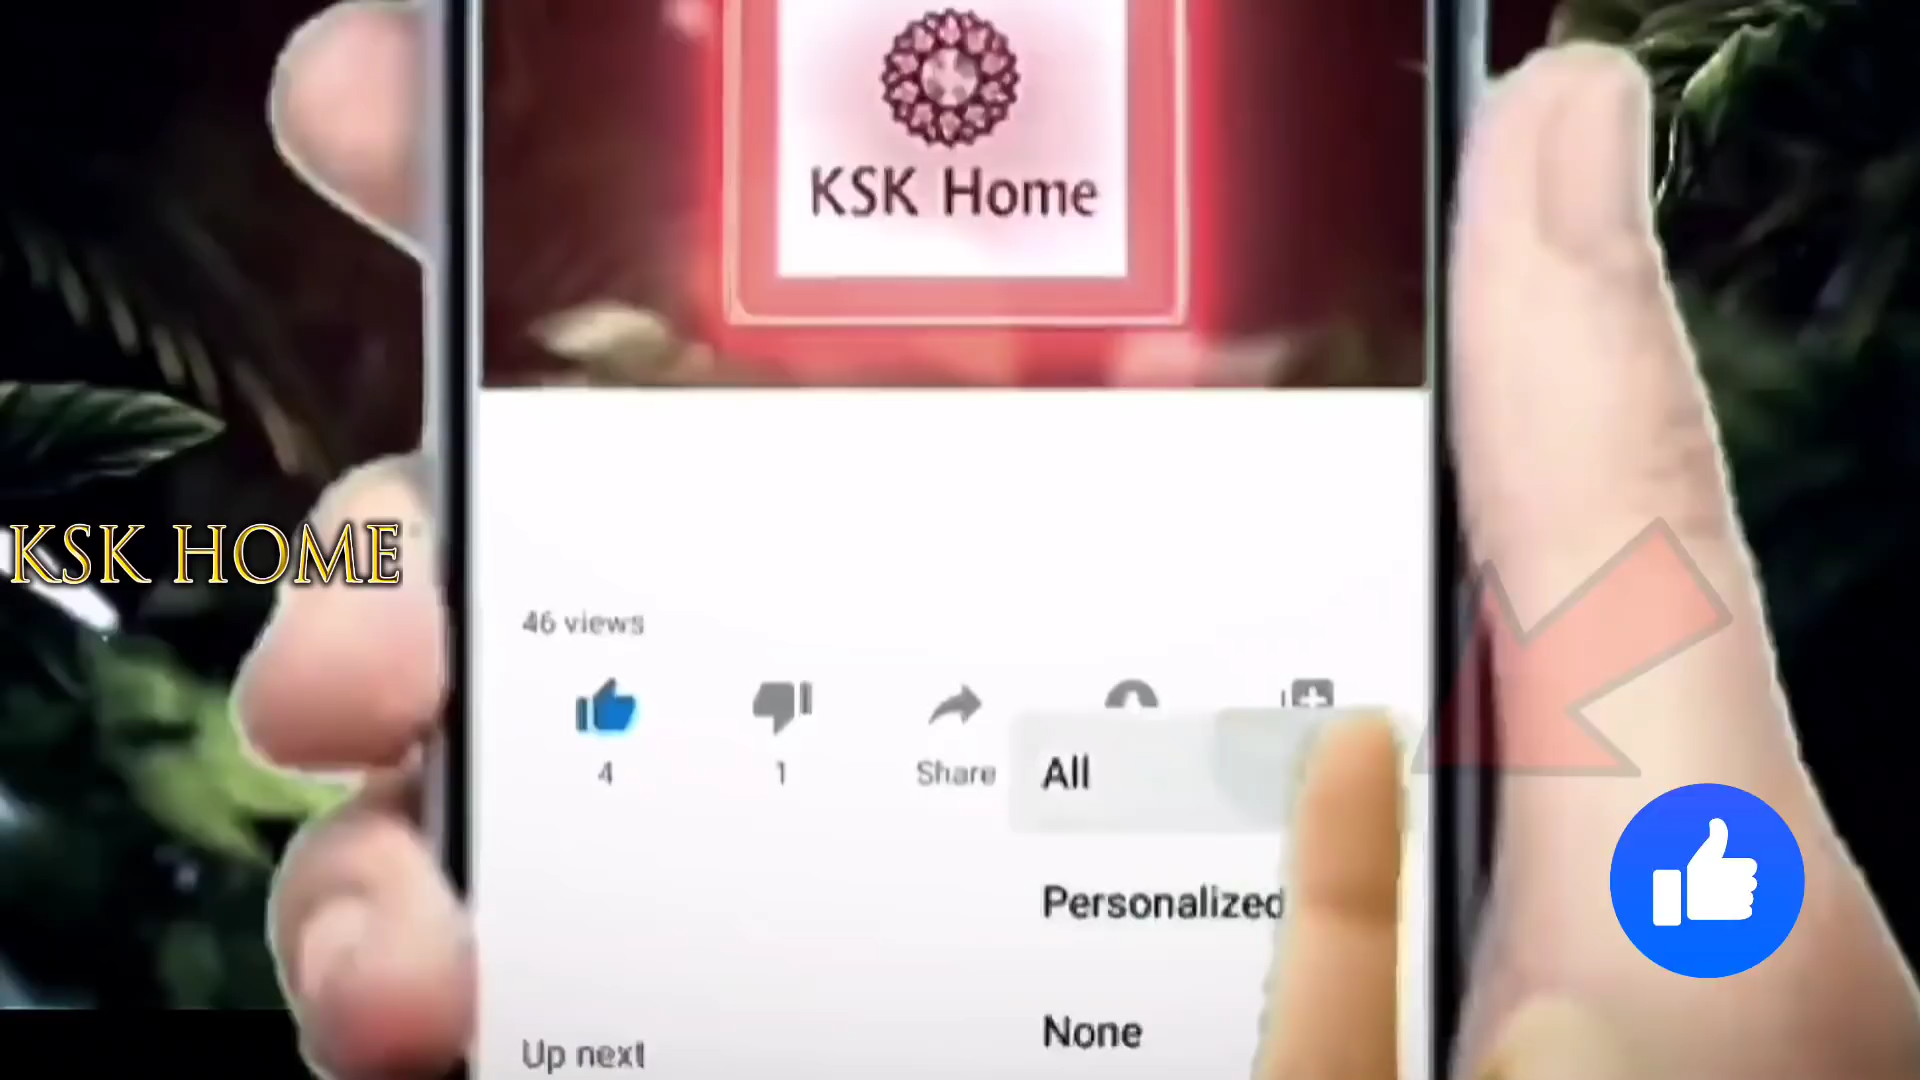 KSK Home
KSK HOME
46 views
4
1
Share
All
Personalized
None
Up next